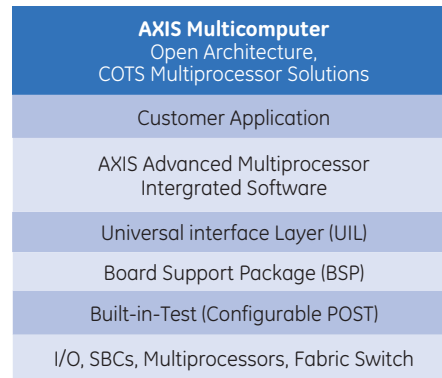 AXIS Multicomputer
Open Architecture,
COTS Multiprocessor Solutions
Customer Application
AXIS Advanced Multiprocessor
Intergrated Software
Universal interface Layer (UIL)
Board Support Package (BSP)
Built-in-Test (Configurable POST)
I/O, SBCs, Multiprocessors, Fabric Switch